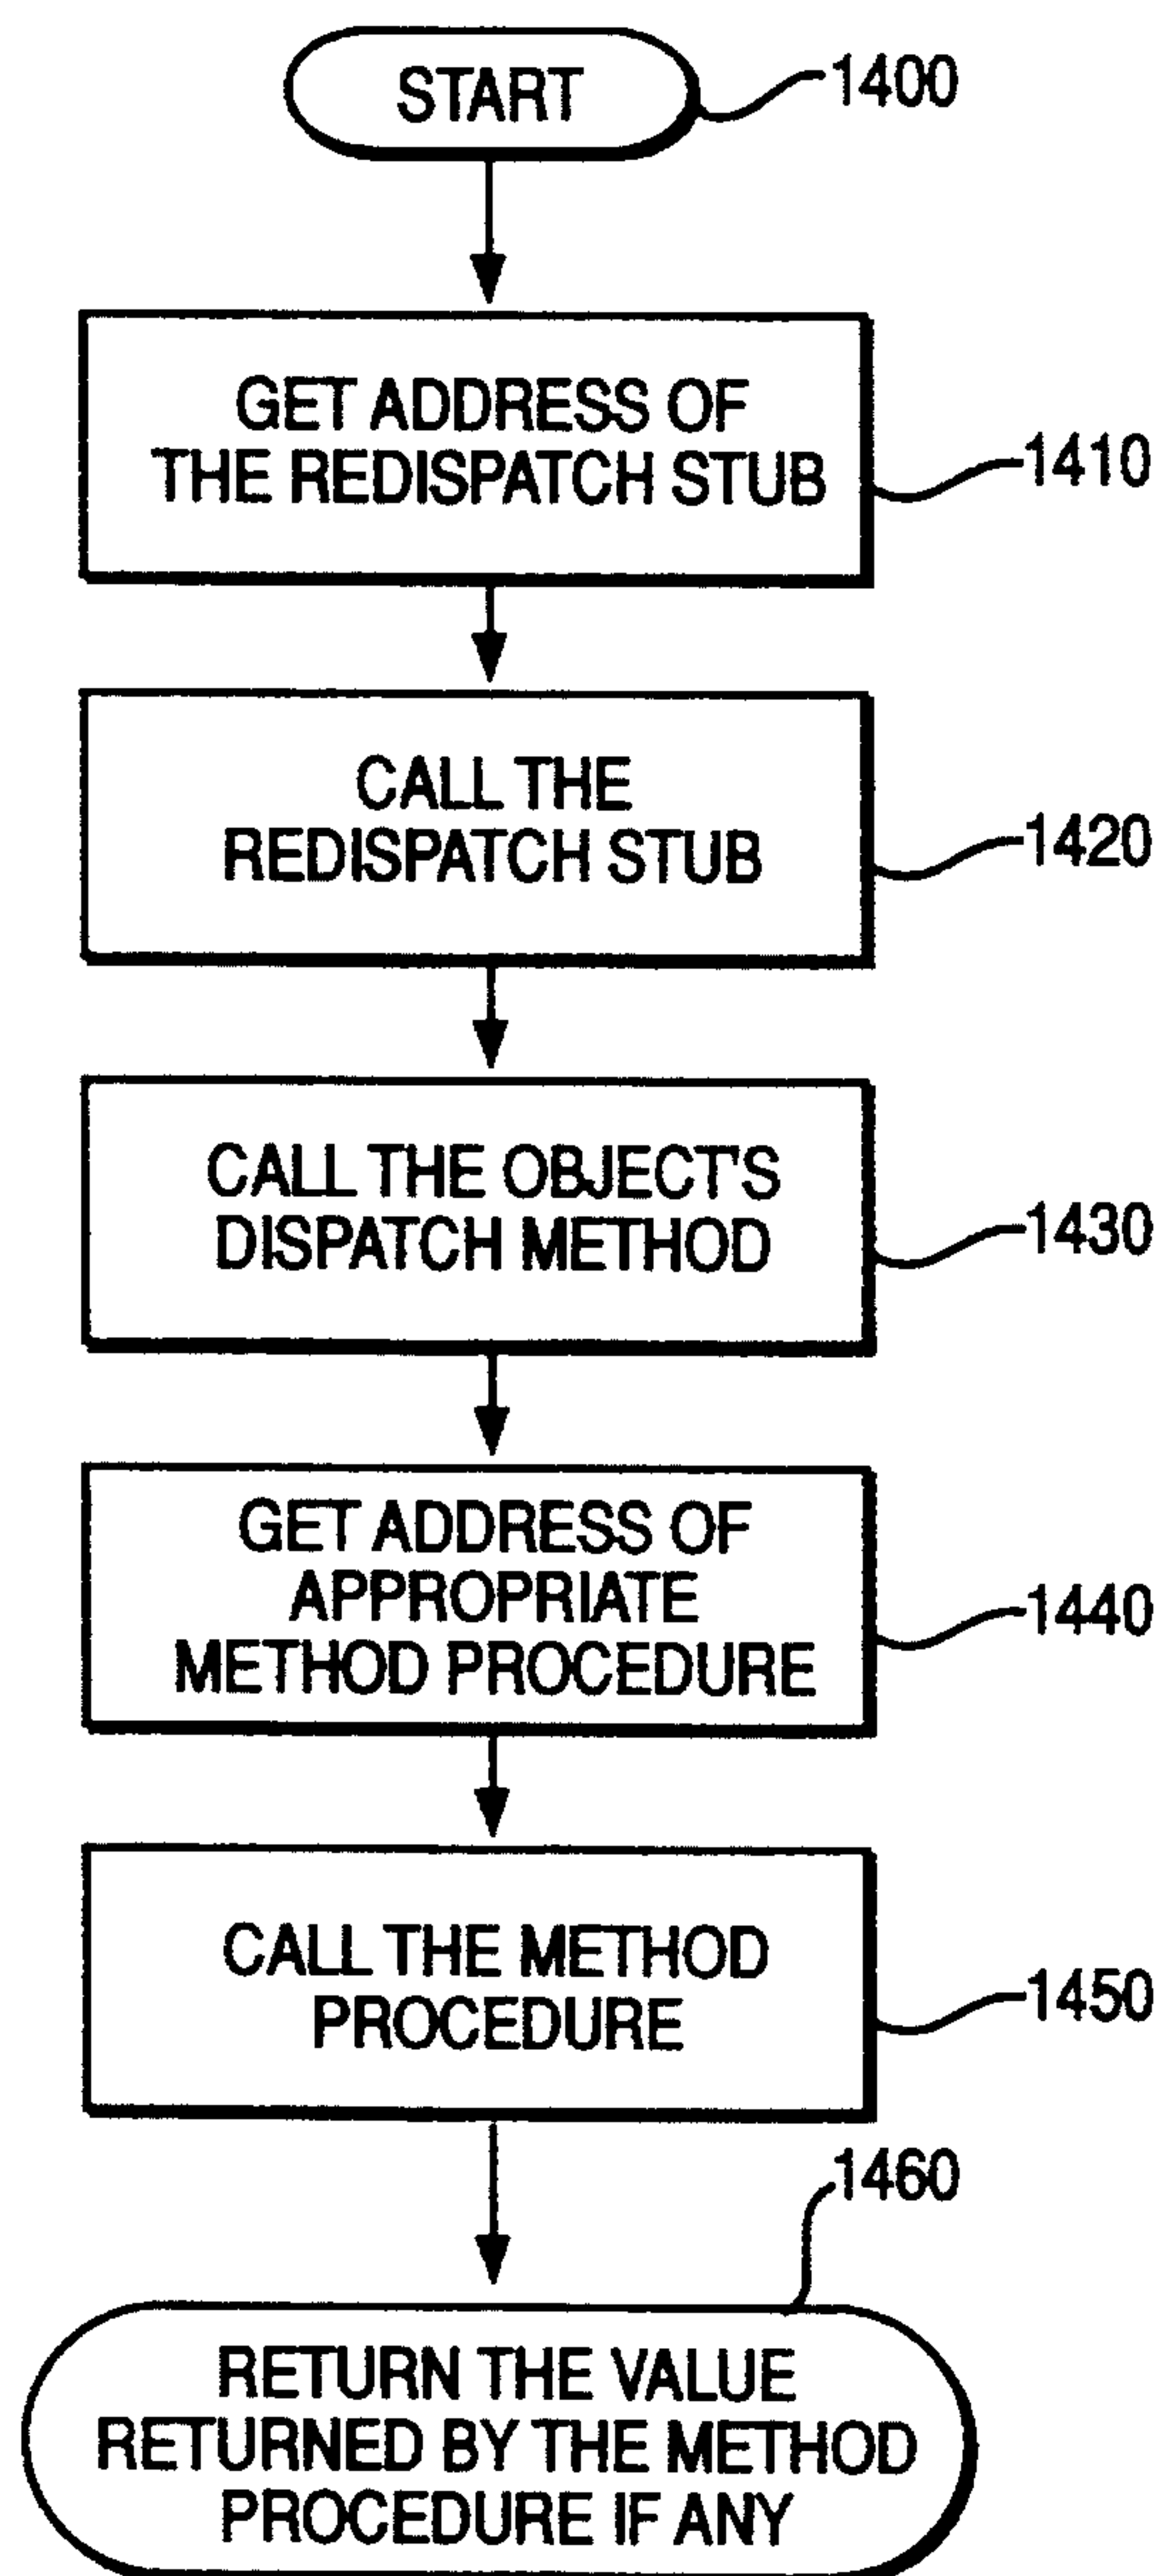 START
1400
GET ADDRESS OF
THE REDISPATCH STUB
1410
CALL THE
REDISPATCH STUB
1420
CALL THE OBJECT'S
DISPATCH METHOD
1430
GET ADDRESS OF
APPROPRIATE
METHOD PROCEDURE
1440
CALL THE METHOD
PROCEDURE
1450
1460
RETURN THE VALUE
RETURNED BY THE METHOD
PROCEDURE IF ANY